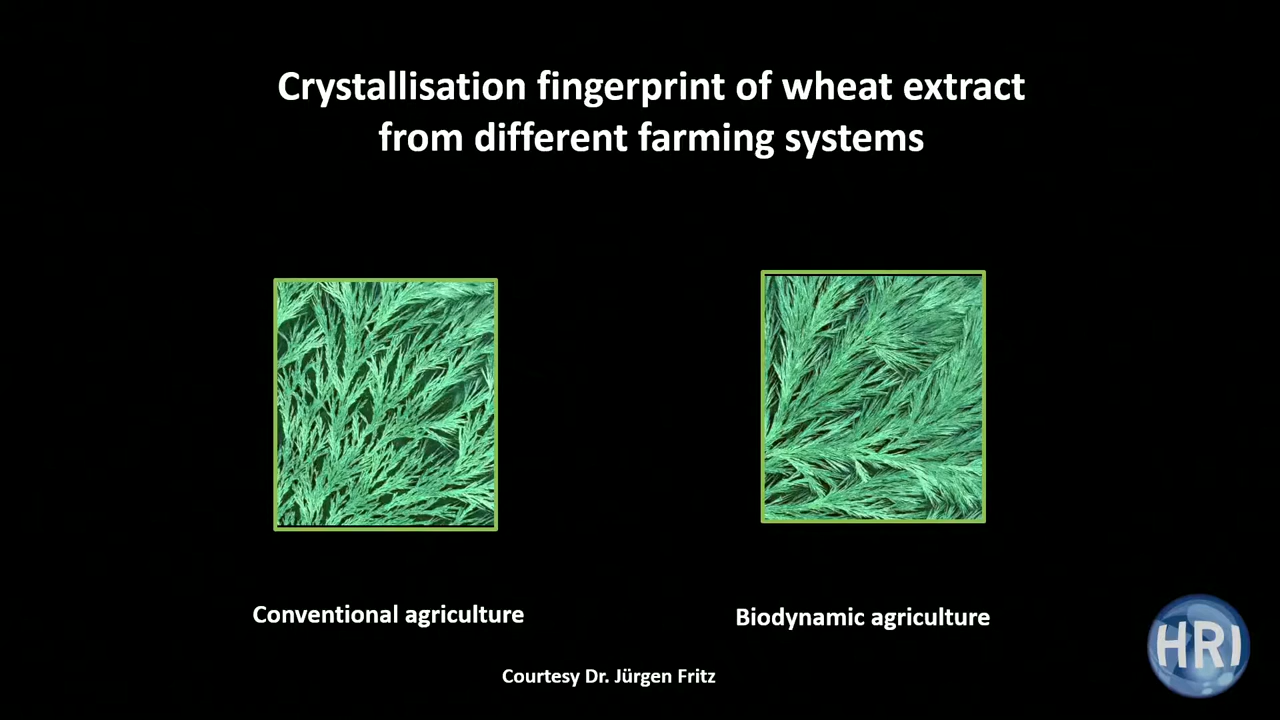 Crystallisation fingerprint of wheat extract
from different farming systems
Conventional agriculture
Biodynamic agriculture
Courtesy Dr. Jürgen Fritz
HRI